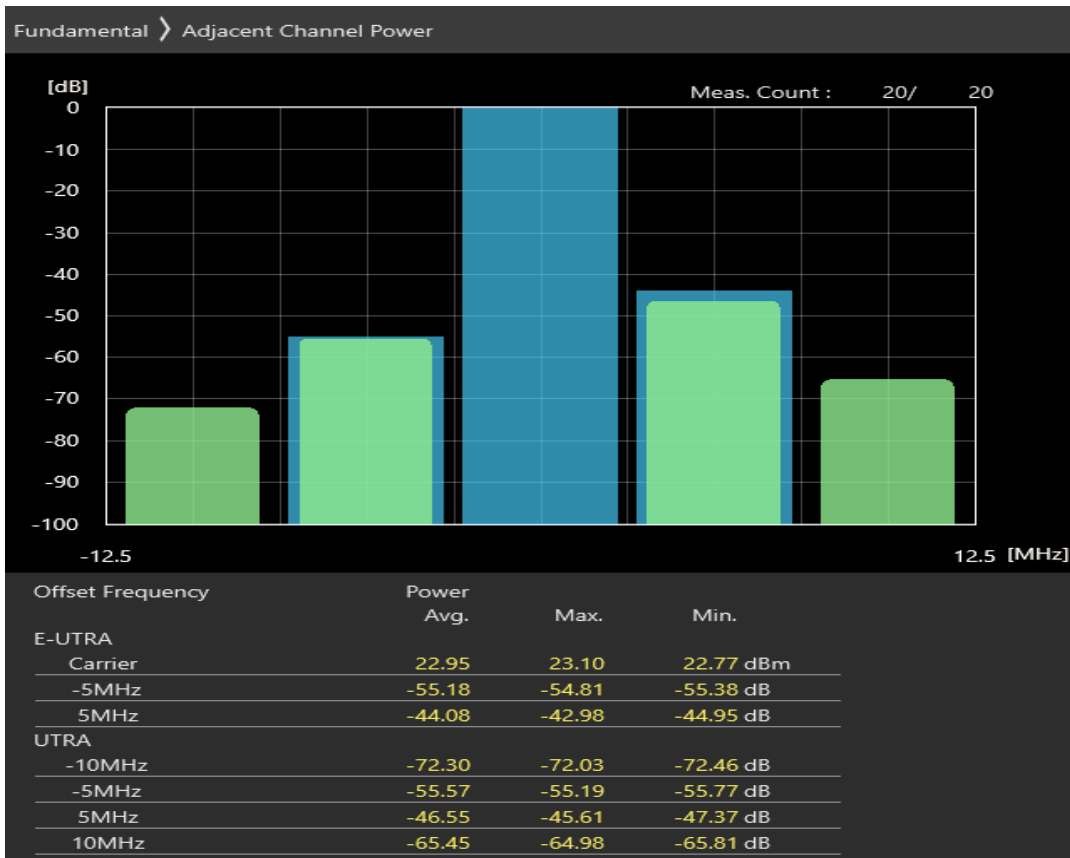 Fundamental ❭ Adjacent Channel Power
[dB]
Meas. Count : 20/ 20
0
-10
-20
-30
-40
-50
-60
-70
-80
-90
-100
-12.5 12.5 [MHz]
Offset Frequency Power
Avg. Max. Min.
E-UTRA
Carrier 22.95 23.10 22.77 dBm
-5MHz -55.18 -54.81 -55.38 dB
5MHz -44.08 -42.98 -44.95 dB
UTRA
-10MHz -72.30 -72.03 -72.46 dB
-5MHz -55.57 -55.19 -55.77 dB
5MHz -46.55 -45.61 -47.37 dB
10MHz -65.45 -64.98 -65.81 dB